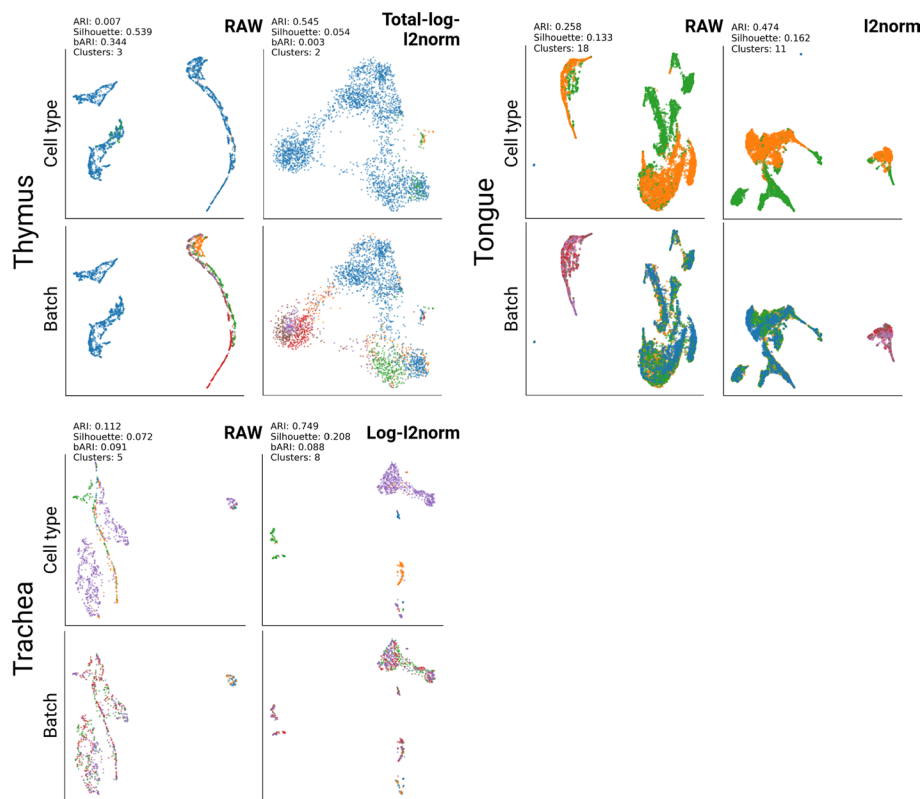 ARI: 0.007
Silhouette: 0.539
bARI: 0.344
Clusters: 3
RAW
ARI: 0.545
Silhouette: 0.054
bARI: 0.003
Clusters: 2
Total-log-
l2norm
Cell type
Batch
Thymus
ARI: 0.258
Silhouette: 0.133
Clusters: 18
RAW
ARI: 0.474
Silhouette: 0.162
Clusters: 11
l2norm
Cell type
Batch
Tongue
ARI: 0.112
Silhouette: 0.072
bARI: 0.091
Clusters: 5
RAW
ARI: 0.749
Silhouette: 0.208
bARI: 0.088
Clusters: 8
Log-l2norm
Cell type
Batch
Trachea